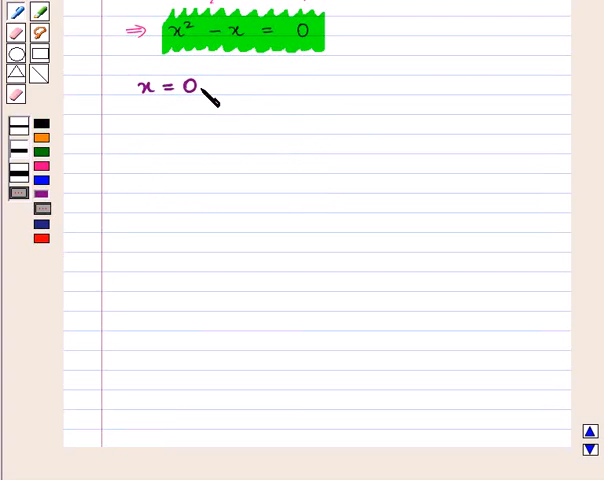 ⇒ x² - x = 0
x = 0